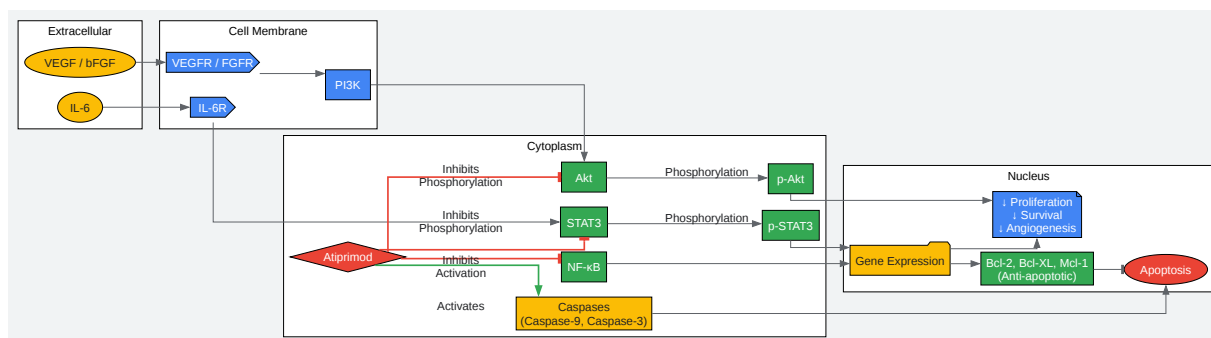 Extracellular
VEGF / bFGF
IL-6
Cell Membrane
VEGFR / FGFR
PI3K
IL-6R
Cytoplasm
Inhibits
Phosphorylation
Akt
Phosphorylation
p-Akt
Inhibits
Phosphorylation
STAT3
Phosphorylation
p-STAT3
Atiprimod
Inhibits
Activation
NF-κB
Activates
Caspases
(Caspase-9, Caspase-3)
Nucleus
↓ Proliferation
↓ Survival
↓ Angiogenesis
Gene Expression
Bcl-2, Bcl-XL, Mcl-1
(Anti-apoptotic)
Apoptosis